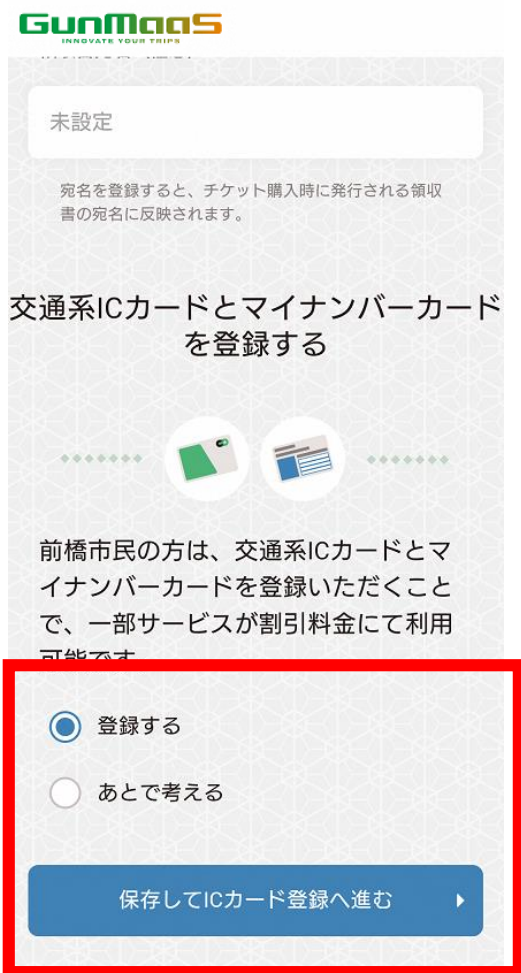 GunMaaS
INNOVATE YOUR TRIPS
未設定
宛名を登録すると、チケット購入時に発行される領収
書の宛名に反映されます。
交通系ICカードとマイナンバーカード
を登録する
前橋市民の方は、交通系ICカードとマ
イナンバーカードを登録いただくこと
で、一部サービスが割引料金にて利用
可能です
登録する
あとで考える
保存してICカード登録へ進む